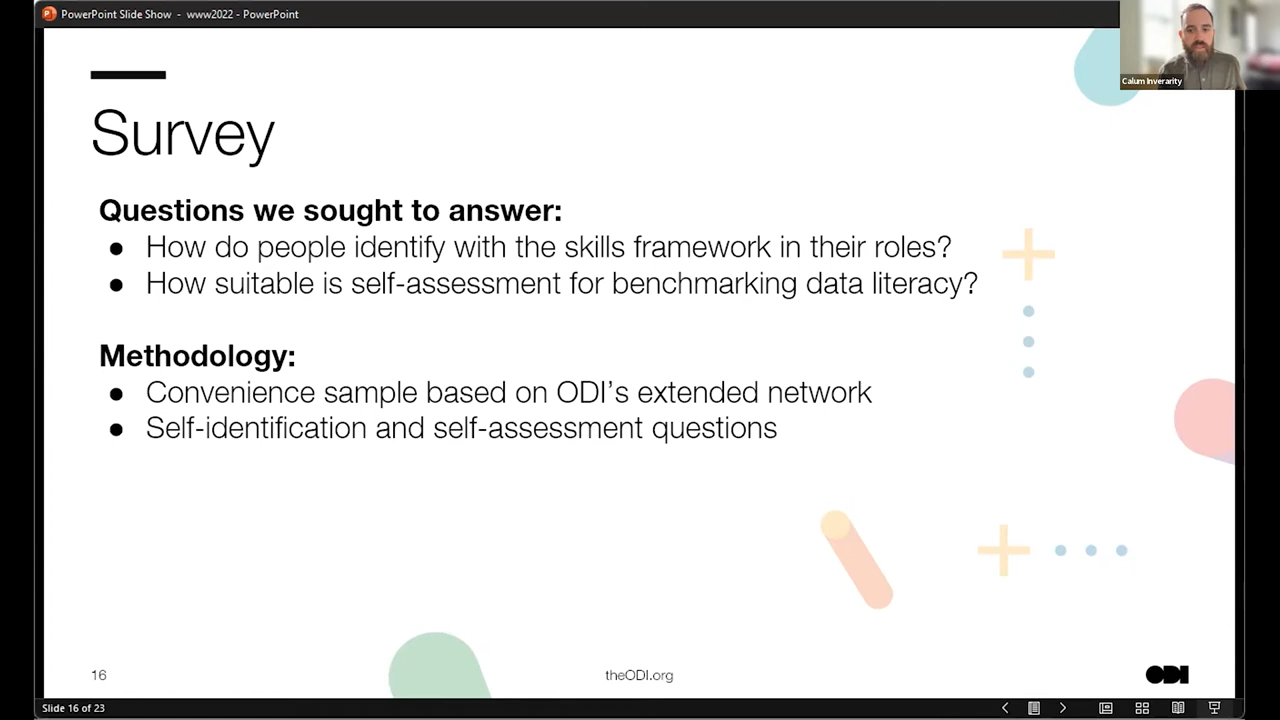 PowerPoint Slide Show - www2022 - PowerPoint
Calum Inverarity
Survey
Questions we sought to answer:
● How do people identify with the skills framework in their roles?
● How suitable is self-assessment for benchmarking data literacy?
Methodology:
● Convenience sample based on ODI’s extended network
● Self-identification and self-assessment questions
16
theODI.org
ODI
Slide 16 of 23